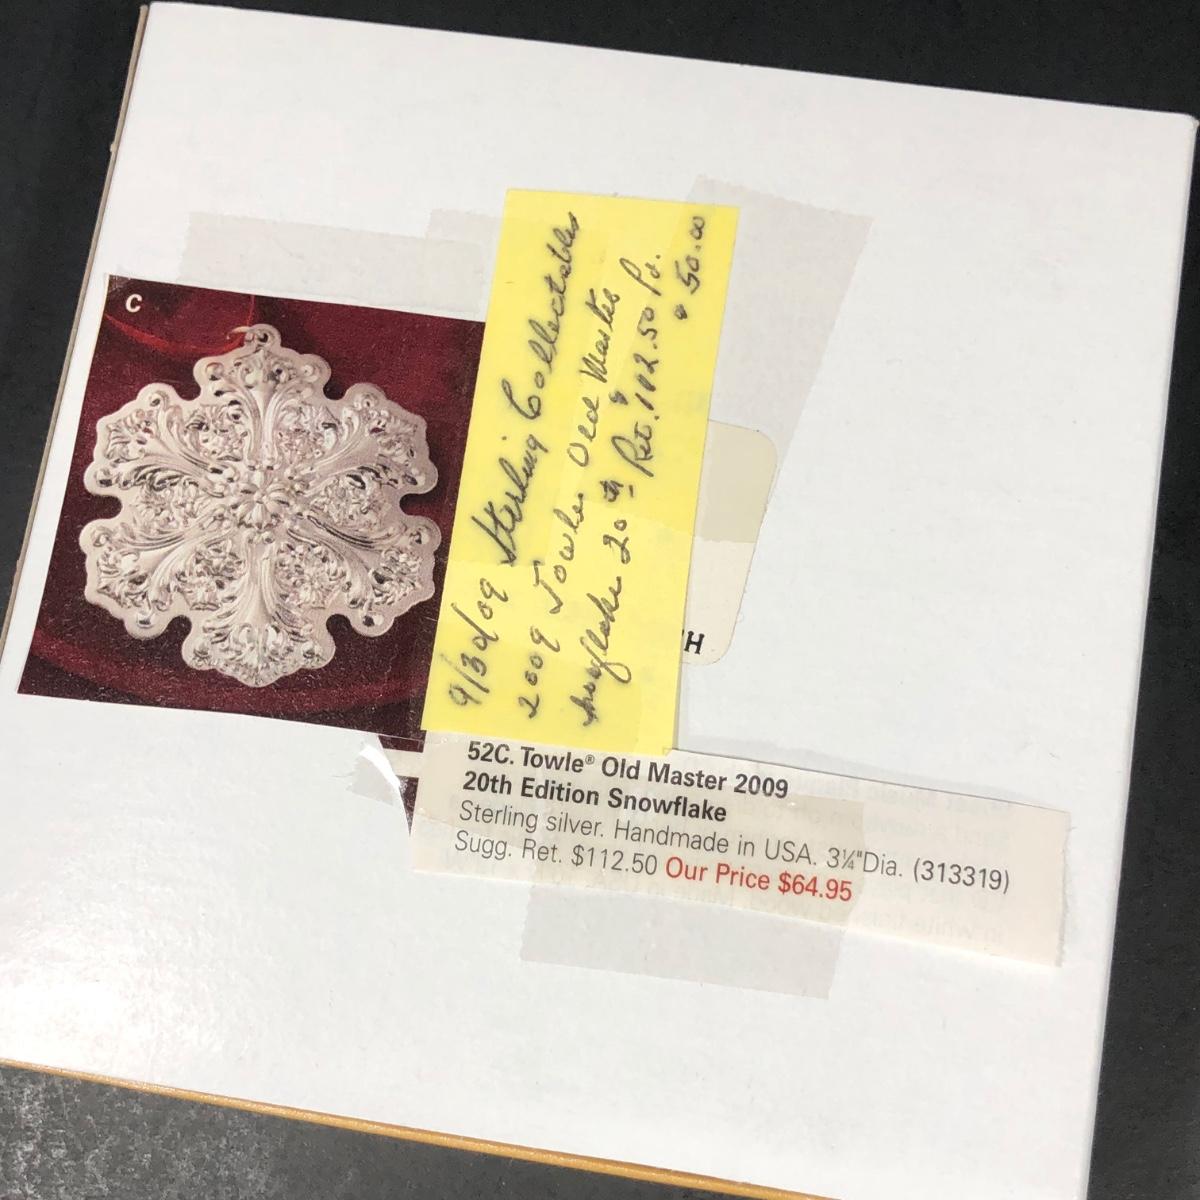 C
9/30/09 Sterling Collectables
2009 Towle Old Master
Snowflake 20th Ret. $112.50 Pd.
$50.00
H
52C. Towle® Old Master 2009
20th Edition Snowflake
Sterling silver. Handmade in USA. 3¼"Dia. (313319)
Sugg. Ret. $112.50 Our Price $64.95